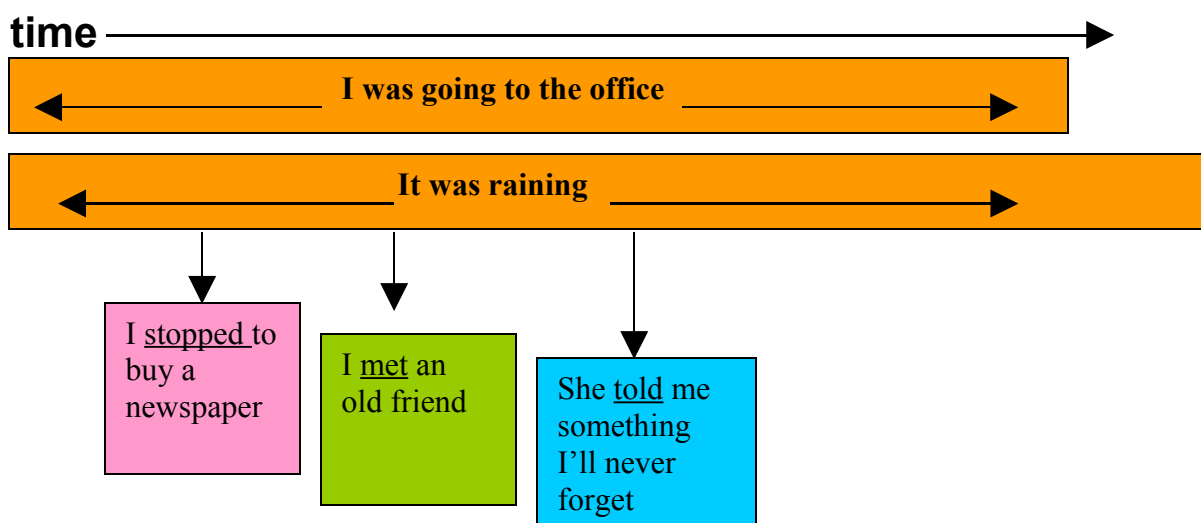 time
I was going to the office
It was raining
I stopped to
buy a
newspaper
I met an
old friend
She told me
something
I’ll never
forget